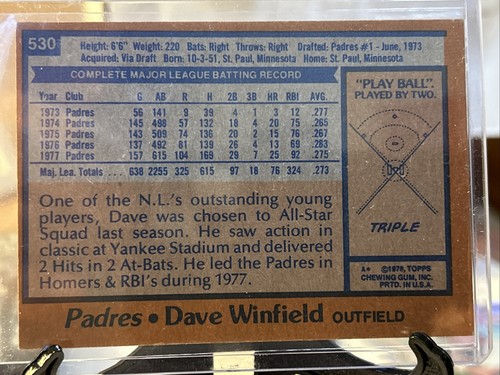 530
Height: 6'6" Weight: 220 Bats: Right Throws: Right Drafted: Padres #1 - June, 1973
Acquired: Via Draft Born: 10-3-51, St. Paul, Minnesota Home: St. Paul, Minnesota
COMPLETE MAJOR LEAGUE BATTING RECORD
Year Club G AB R H 2B 3B HR RBI AVG.
1973 Padres 56 141 9 39 4 1 3 12 .277
1974 Padres 145 498 57 132 18 4 20 75 .265
1975 Padres 143 509 74 136 20 2 15 76 .267
1976 Padres 137 492 81 139 26 4 13 69 .283
1977 Padres 157 615 104 169 29 7 25 92 .275
Maj. Lea. Totals ... 638 2255 325 615 97 18 76 324 .273
One of the N.L.'s outstanding young
players, Dave was chosen to All-Star
Squad last season. He saw action in
classic at Yankee Stadium and delivered
2 Hits in 2 At-Bats. He led the Padres in
Homers & RBI's during 1977.
"PLAY BALL".
PLAYED BY TWO.
TRIPLE
A* ©1978, TOPPS
CHEWING GUM, INC.
PRTD. IN U.S.A.
Padres • Dave Winfield OUTFIELD